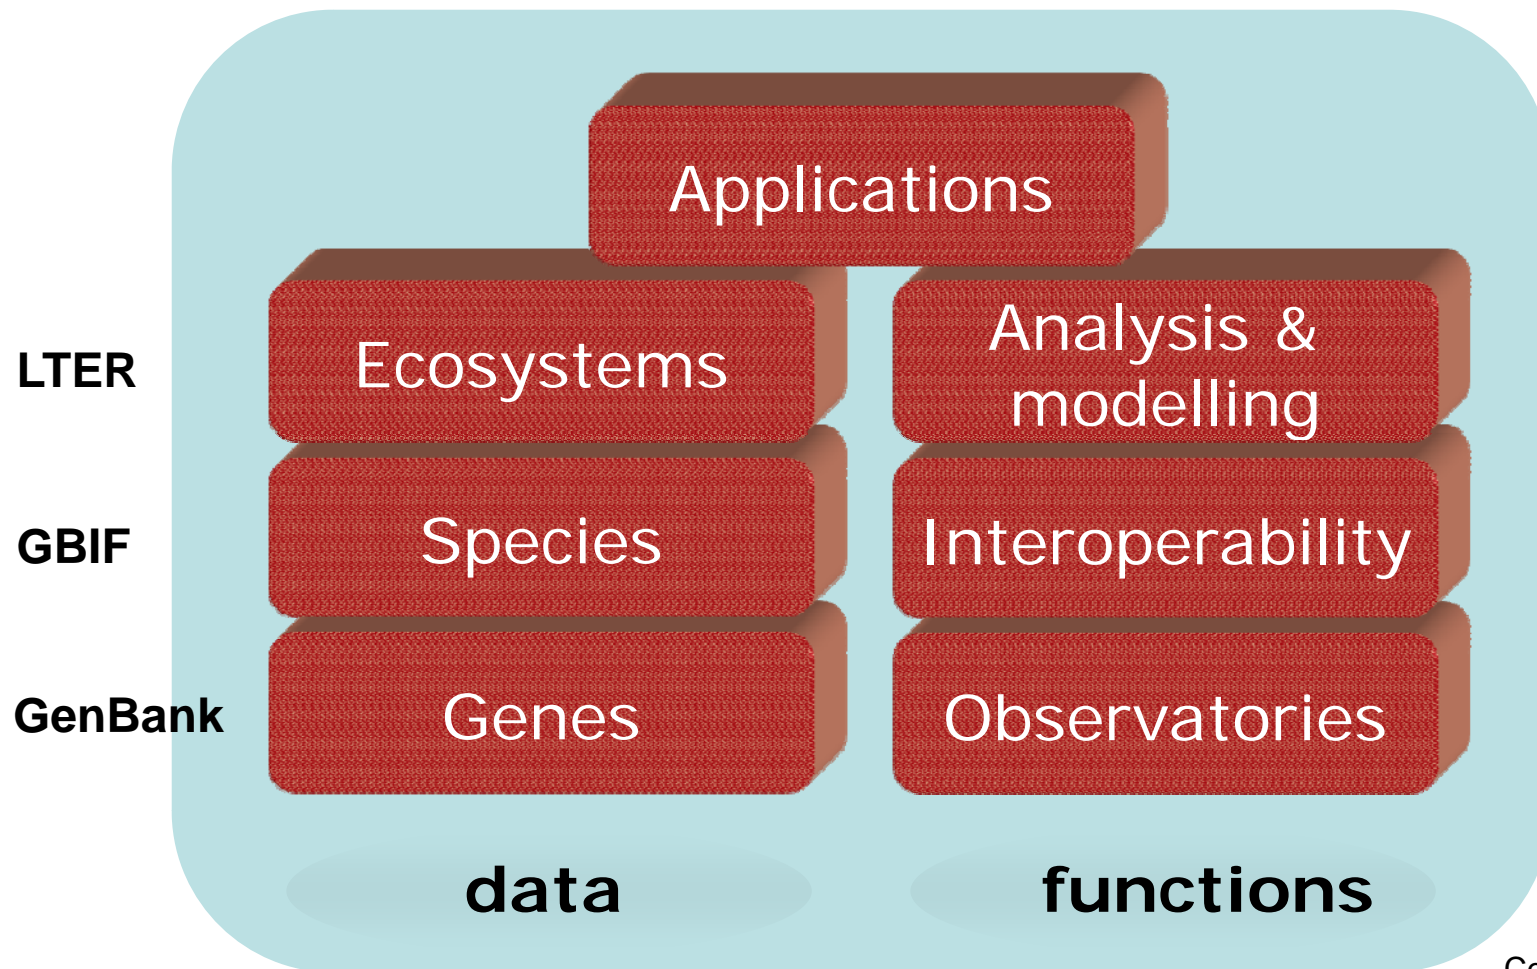 Applications
LTER
Ecosystems
Analysis &
modelling
GBIF
Species
Interoperability
GenBank
Genes
Observatories
data
functions